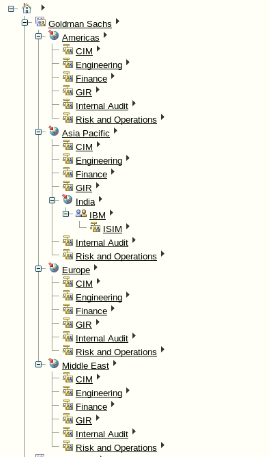 Goldman Sachs
Americas
CIM
Engineering
Finance
GIR
Internal Audit
Risk and Operations
Asia Pacific
CIM
Engineering
Finance
GIR
India
IBM
ISIM
Internal Audit
Risk and Operations
Europe
CIM
Engineering
Finance
GIR
Internal Audit
Risk and Operations
Middle East
CIM
Engineering
Finance
GIR
Internal Audit
Risk and Operations